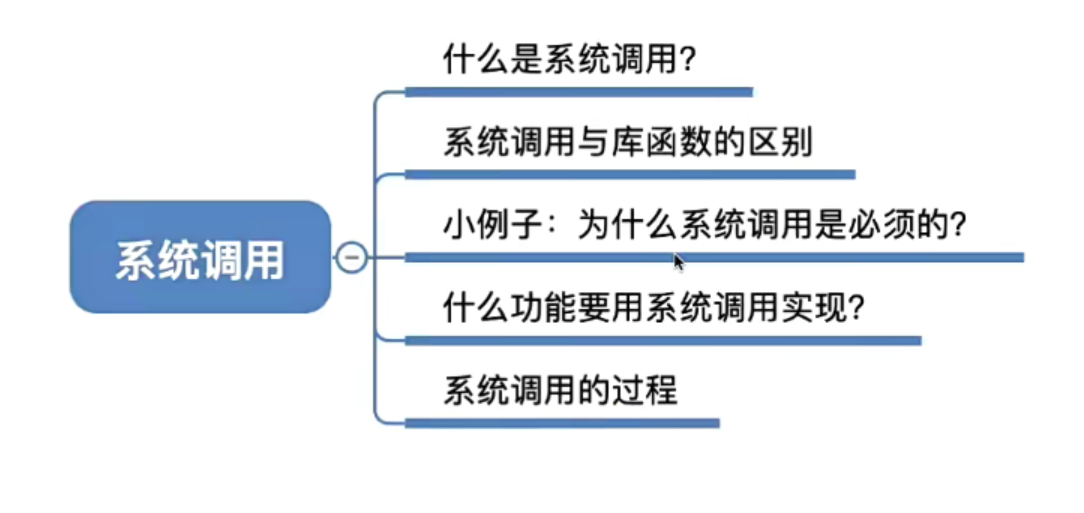 什么是系统调用？
系统调用与库函数的区别
小例子：为什么系统调用是必须的？
系统调用
什么功能要用系统调用实现？
系统调用的过程